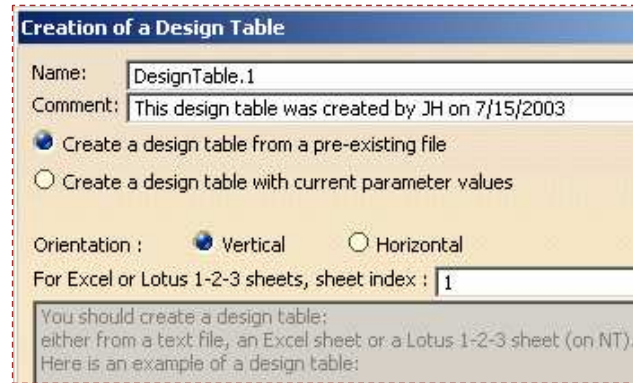 Creation of a Design Table
Name: DesignTable.1
Comment: This design table was created by JH on 7/15/2003
Create a design table from a pre-existing file
Create a design table with current parameter values
Orientation : Vertical Horizontal
For Excel or Lotus 1-2-3 sheets, sheet index : 1
You should create a design table:
either from a text file, an Excel sheet or a Lotus 1-2-3 sheet (on NT).
Here is an example of a design table: